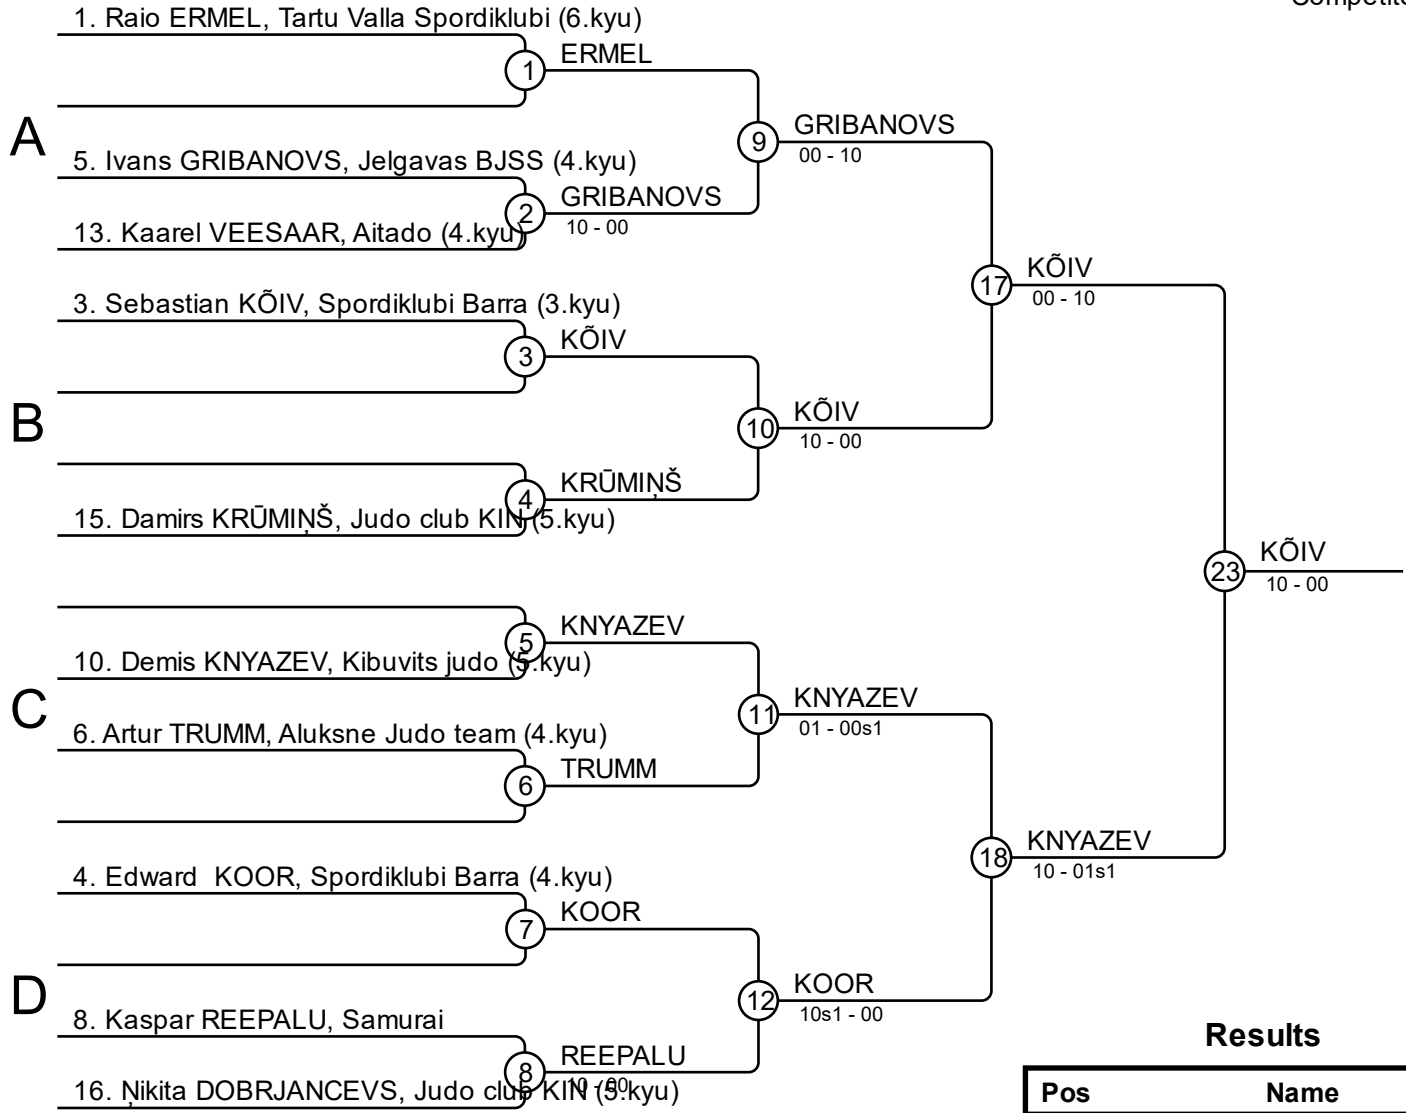 Competit
1. Raio ERMEL, Tartu Valla Spordiklubi (6.kyu)
1 ERMEL
A
9 GRIBANOVS
00 - 10
5. Ivans GRIBANOVS, Jelgavas BJSS (4.kyu)
2 GRIBANOVS
10 - 00
13. Kaarel VEESAAR, Aitado (4.kyu)
17 KÕIV
00 - 10
3. Sebastian KÕIV, Spordiklubi Barra (3.kyu)
3 KÕIV
B
10 KÕIV
10 - 00
4 KRŪMIŅŠ
15. Damirs KRŪMIŅŠ, Judo club KIN (5.kyu)
23 KÕIV
10 - 00
5 KNYAZEV
10. Demis KNYAZEV, Kibuvits judo (5.kyu)
C
11 KNYAZEV
01 - 00s1
6. Artur TRUMM, Aluksne Judo team (4.kyu)
6 TRUMM
18 KNYAZEV
10 - 01s1
4. Edward  KOOR, Spordiklubi Barra (4.kyu)
7 KOOR
D
12 KOOR
10s1 - 00
8. Kaspar REEPALU, Samurai
8 REEPALU
10 - 00
16. Ņikita DOBRJANCEVS, Judo club KIN (5.kyu)
Results
Pos Name